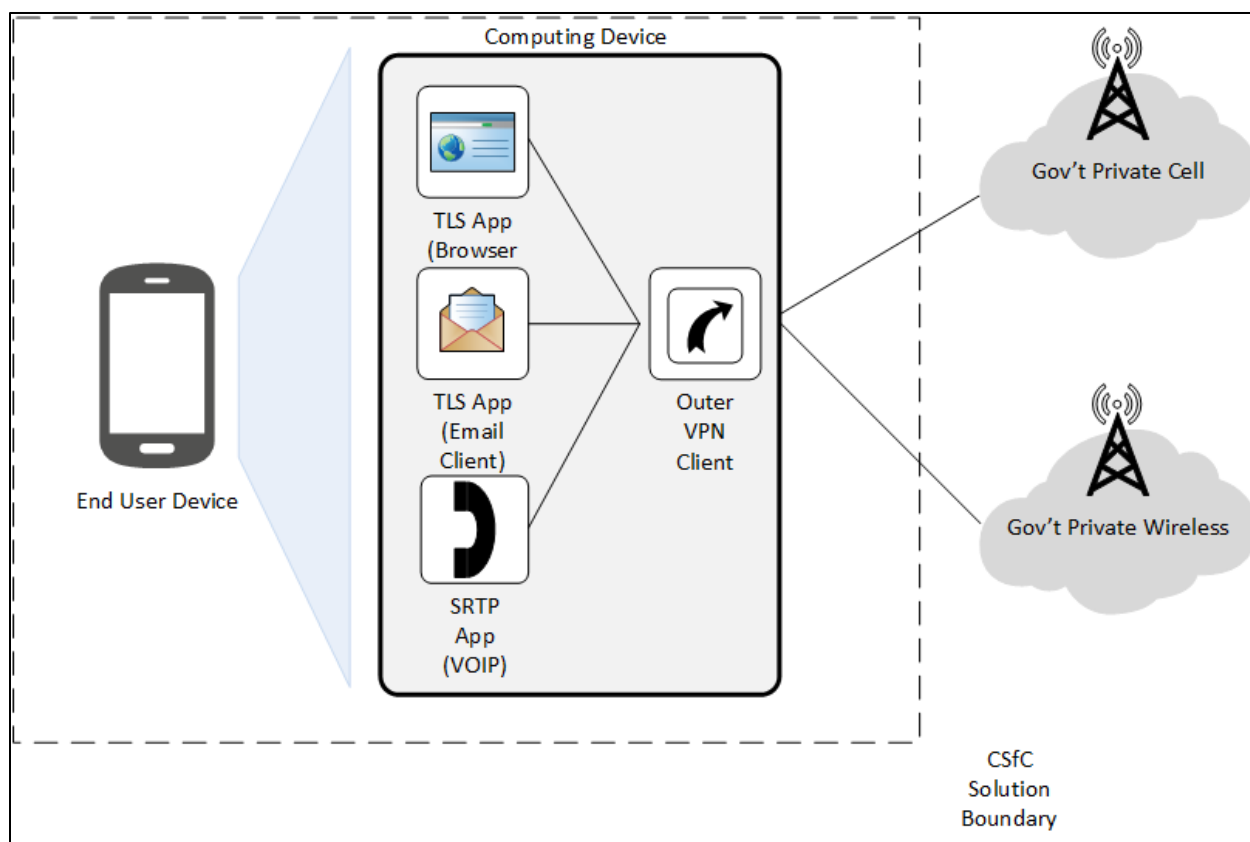 Computing Device
TLS App
(Browser
TLS App
(Email
Client)
SRTP
App
(VOIP)
Outer
VPN
Client
End User Device
Gov't Private Cell
Gov't Private Wireless
CSfC
Solution
Boundary